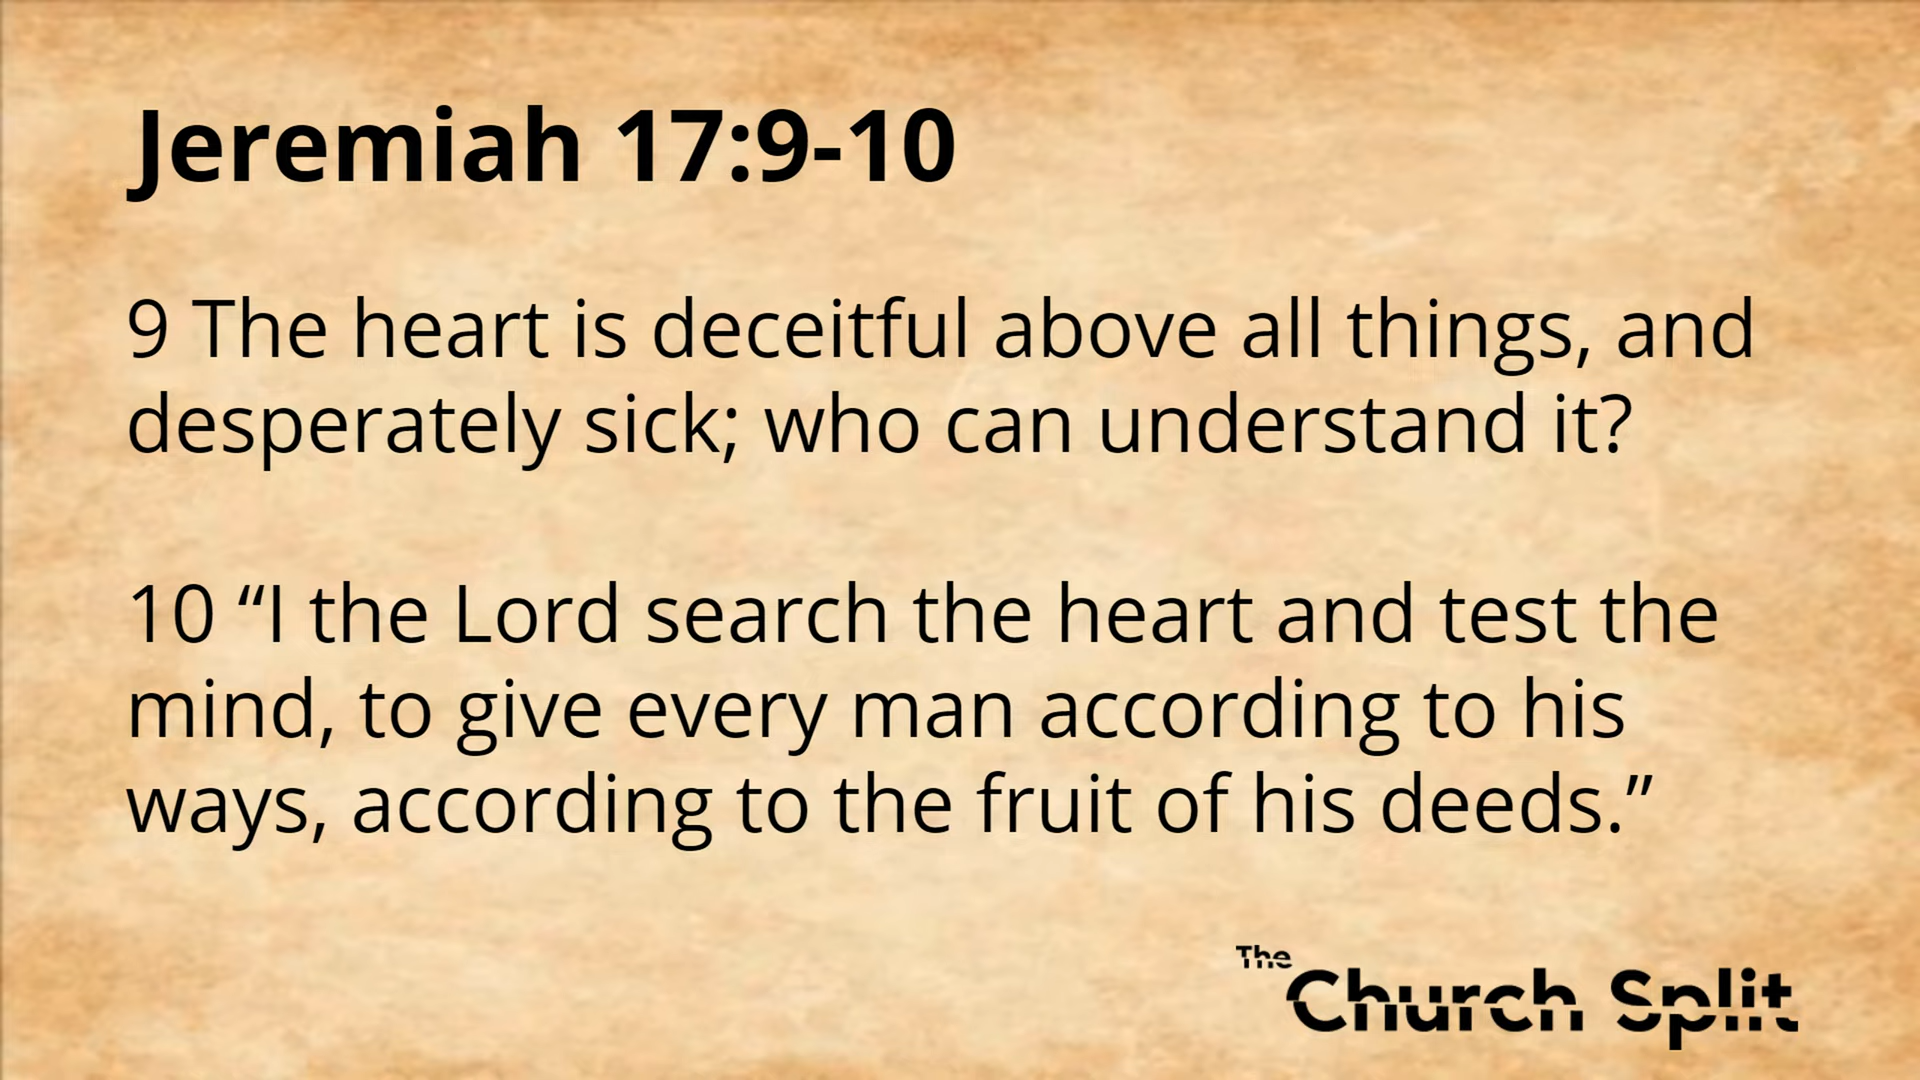 Jeremiah 17:9-10
9 The heart is deceitful above all things, and
desperately sick; who can understand it?
10 “I the Lord search the heart and test the
mind, to give every man according to his
ways, according to the fruit of his deeds.”
The
Church Split